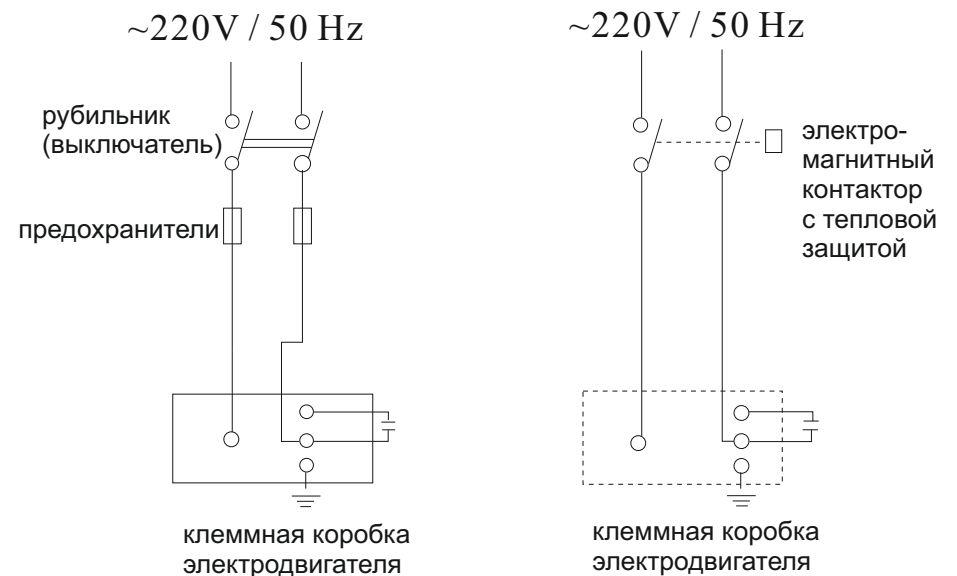 ~220V / 50 Hz
рубильник
(выключатель)
предохранители
клеммная коробка
электродвигателя
~220V / 50 Hz
электро-
магнитный
контактор
с тепловой
защитой
клеммная коробка
электродвигателя